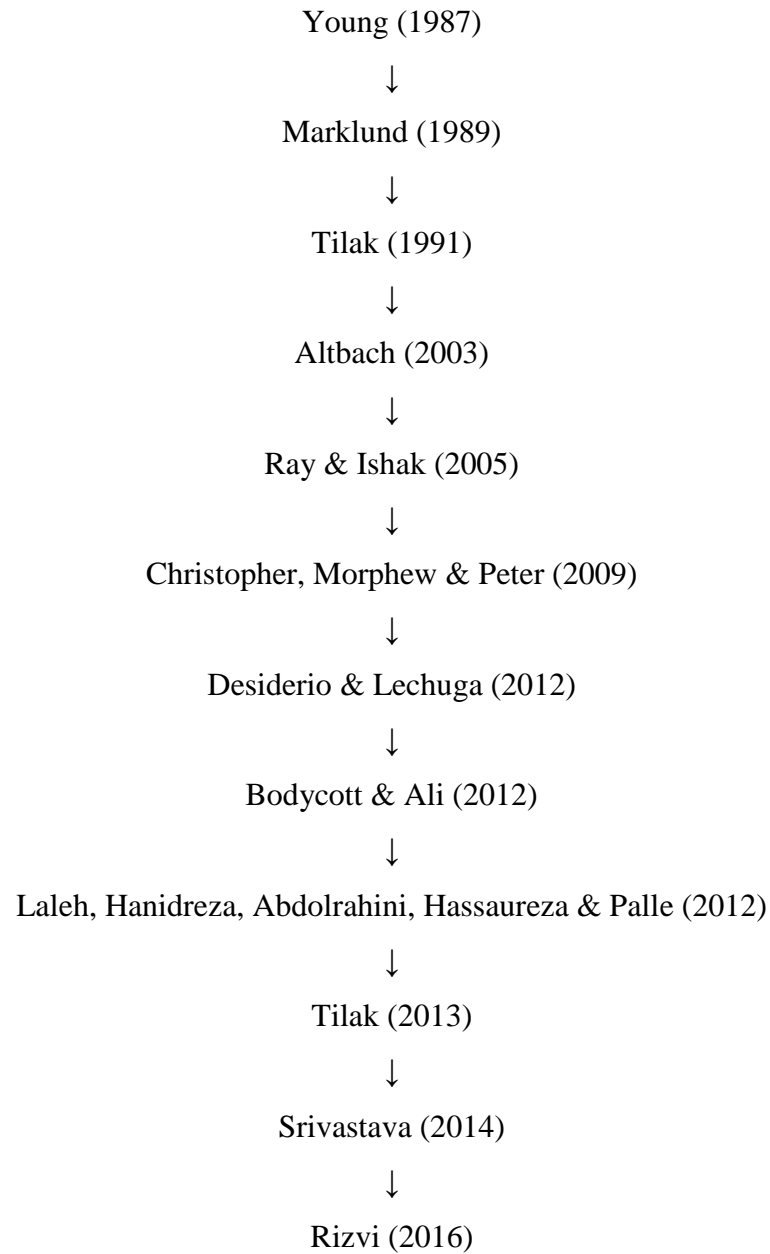 Young (1987)
↓
Marklund (1989)
↓
Tilak (1991)
↓
Altbach (2003)
↓
Ray & Ishak (2005)
↓
Christopher, Morphew & Peter (2009)
↓
Desiderio & Lechuga (2012)
↓
Bodycott & Ali (2012)
↓
Laleh, Hanidreza, Abdolrahini, Hassaureza & Palle (2012)
↓
Tilak (2013)
↓
Srivastava (2014)
↓
Rizvi (2016)